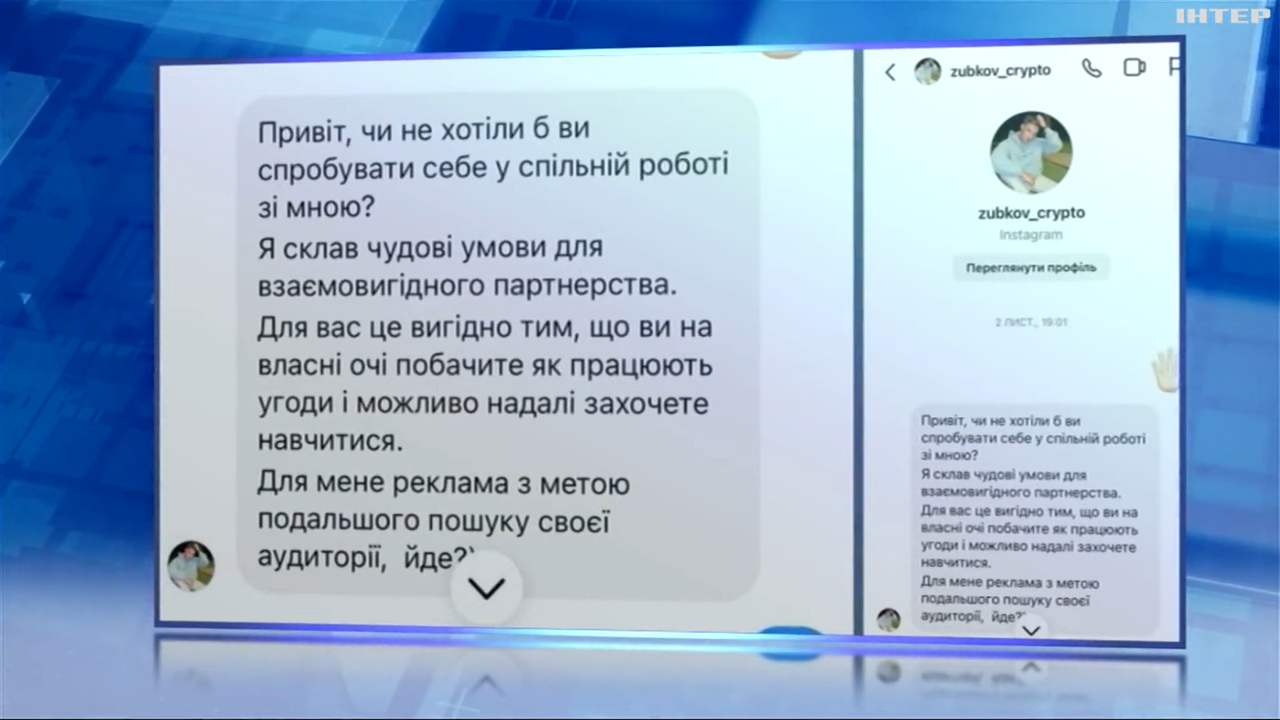 ІНТЕР
Привіт, чи не хотіли б ви
спробувати себе у спільній роботі
зі мною?
Я склав чудові умови для
взаємовигідного партнерства.
Для вас це вигідно тим, що ви на
власні очі побачите як працюють
угоди і можливо надалі захочете
навчитися.
Для мене реклама з метою
подальшого пошуку своєї
аудиторії, йде?)
zubkov_crypto
zubkov_crypto
Instagram
Переглянути профіль
2 ЛИСТ., 19:01
Привіт, чи не хотіли б ви
спробувати себе у спільній роботі
зі мною?
Я склав чудові умови для
взаємовигідного партнерства.
Для вас це вигідно тим, що ви на
власні очі побачите як працюють
угоди і можливо надалі захочете
навчитися.
Для мене реклама з метою
подальшого пошуку своєї
аудиторії, йде?)